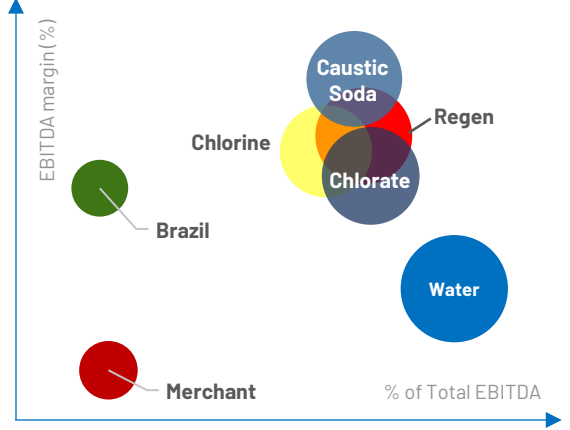 EBITDA margin(%)
Caustic
Soda
Regen
Chlorine
Chlorate
Brazil
Water
Merchant
% of Total EBITDA